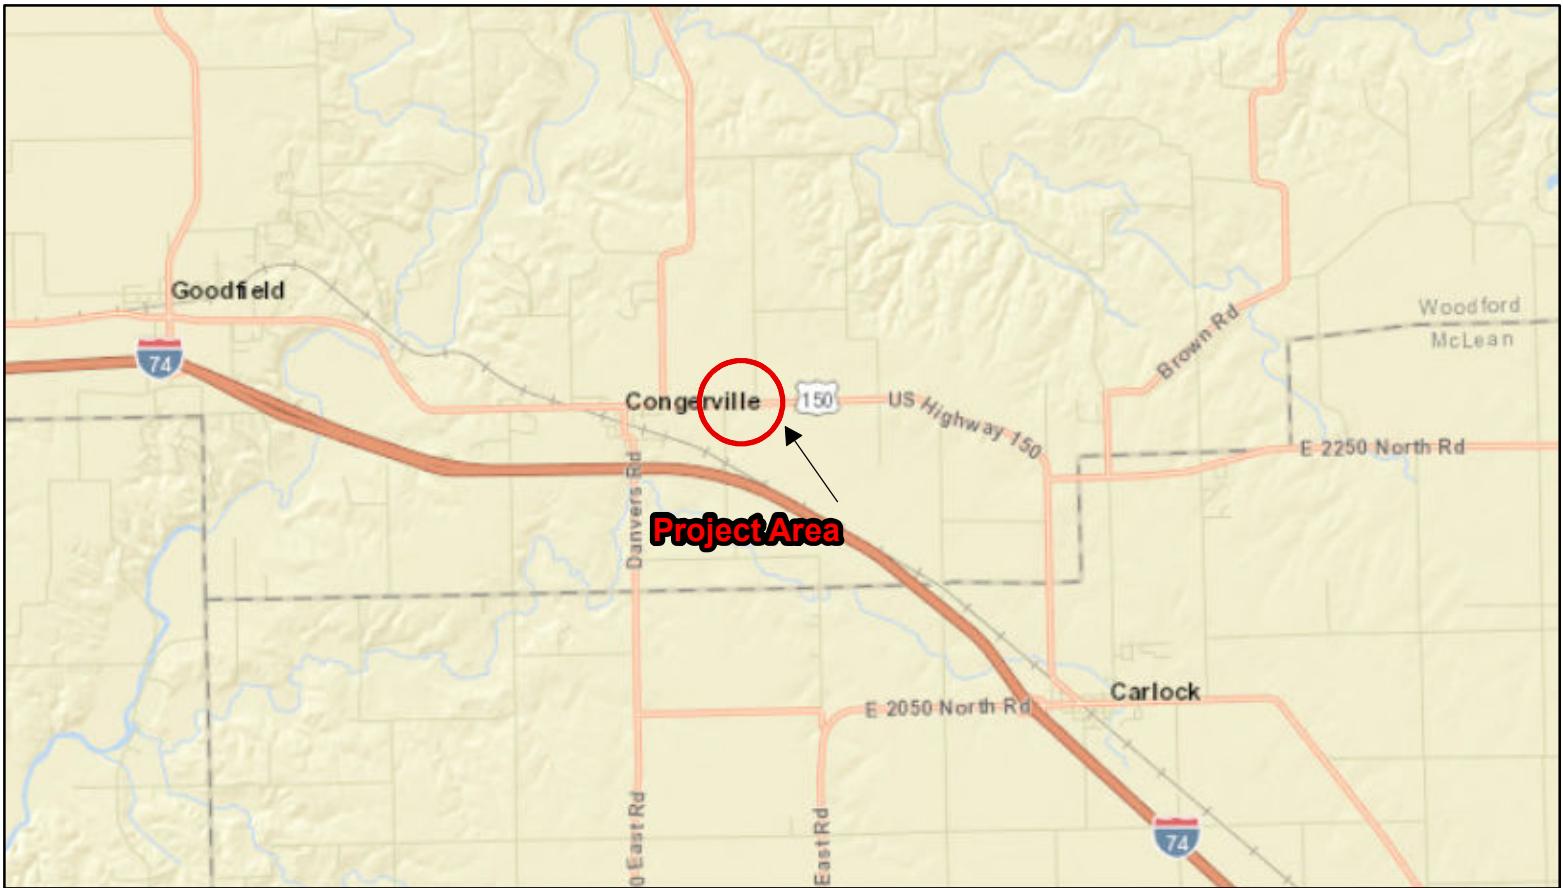 Goodfield
Woodford
McLean
Brown Rd
74
Congerville
150
US Highway 150
E 2250 North Rd
Danvers Rd
Project Area
Carlock
E 2050 North Rd
0 East Rd
East Rd
74